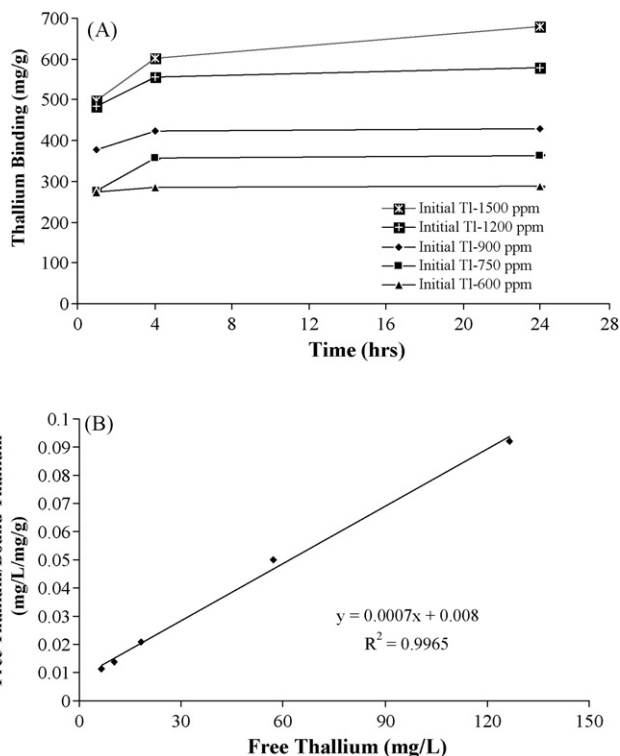 (A)
Thallium Binding (mg/g)
700
600
500
400
300
200
100
0
Initial Tl-1500 ppm
Intitial Tl-1200 ppm
Initial Tl-900 ppm
Initial Tl-750 ppm
Initial Tl-600 ppm
0 4 8 12 16 20 24 28
Time (hrs)
(B)
Free Thallium/Bound Thallium
(mg/L/mg/g)
0.1
0.09
0.08
0.07
0.06
0.05
0.04
0.03
0.02
0.01
0
y = 0.0007x + 0.008
R² = 0.9965
0 30 60 90 120 150
Free Thallium (mg/L)